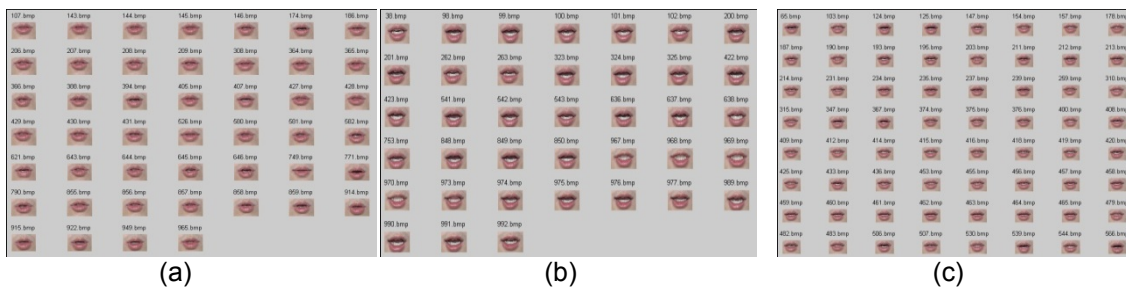 107.bmp 143.bmp 144.bmp 145.bmp 146.bmp 174.bmp 186.bmp
206.bmp 207.bmp 208.bmp 209.bmp 308.bmp 364.bmp 365.bmp
366.bmp 388.bmp 394.bmp 405.bmp 407.bmp 427.bmp 428.bmp
429.bmp 430.bmp 431.bmp 526.bmp 580.bmp 581.bmp 582.bmp
621.bmp 643.bmp 644.bmp 645.bmp 646.bmp 749.bmp 771.bmp
790.bmp 855.bmp 856.bmp 857.bmp 858.bmp 859.bmp 914.bmp
915.bmp 922.bmp 949.bmp 965.bmp
(a)
38.bmp 98.bmp 99.bmp 100.bmp 101.bmp 102.bmp 200.bmp
201.bmp 262.bmp 263.bmp 323.bmp 324.bmp 325.bmp 422.bmp
423.bmp 541.bmp 542.bmp 543.bmp 636.bmp 637.bmp 638.bmp
763.bmp 848.bmp 849.bmp 850.bmp 967.bmp 968.bmp 969.bmp
970.bmp 973.bmp 974.bmp 975.bmp 976.bmp 977.bmp 989.bmp
990.bmp 991.bmp 992.bmp
(b)
65.bmp 103.bmp 124.bmp 125.bmp 147.bmp 154.bmp 157.bmp 178.bmp
187.bmp 190.bmp 193.bmp 195.bmp 203.bmp 211.bmp 212.bmp 213.bmp
214.bmp 231.bmp 234.bmp 235.bmp 237.bmp 239.bmp 269.bmp 310.bmp
315.bmp 347.bmp 367.bmp 374.bmp 375.bmp 376.bmp 400.bmp 408.bmp
409.bmp 412.bmp 414.bmp 415.bmp 416.bmp 418.bmp 419.bmp 420.bmp
425.bmp 433.bmp 436.bmp 453.bmp 455.bmp 456.bmp 457.bmp 458.bmp
459.bmp 460.bmp 461.bmp 462.bmp 463.bmp 464.bmp 465.bmp 479.bmp
482.bmp 483.bmp 506.bmp 507.bmp 530.bmp 539.bmp 544.bmp 566.bmp
(c)